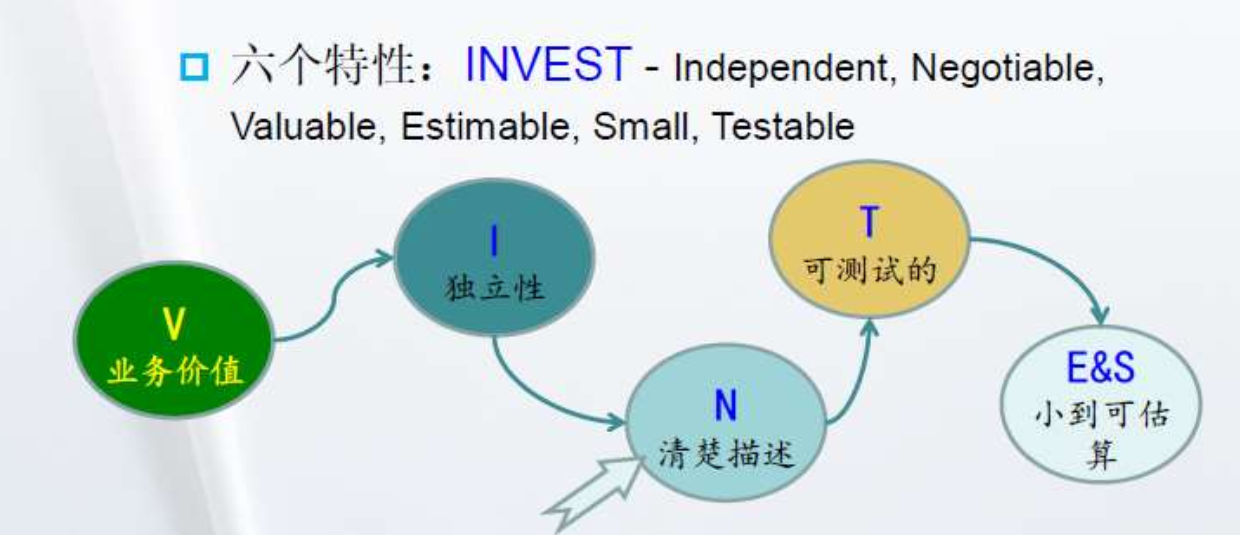 六个特性：INVEST - Independent, Negotiable,
Valuable, Estimable, Small, Testable
V
业务价值
I
独立性
N
清楚描述
T
可测试的
E&S
小到可估
算